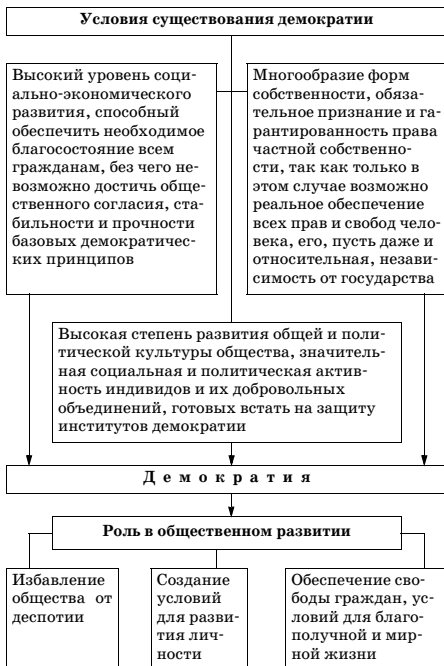 Условия существования демократии
Высокий уровень соци-
ально-экономического
развития, способный
обеспечить необходимое
благосостояние всем
гражданам, без чего не-
возможно достичь обще-
ственного согласия, ста-
бильности и прочности
базовых демократичес-
ких принципов
Многообразие форм
собственности, обяза-
тельное признание и га-
рантированность права
частной собственно-
сти, так как только в
этом случае возможно
реальное обеспечение
всех прав и свобод чело-
века, его, пусть даже и
относительная, незави-
симость от государства
Высокая степень развития общей и поли-
тической культуры общества, значитель-
ная социальная и политическая актив-
ность индивидов и их добровольных
объединений, готовых встать на защиту
институтов демократии
Демократия
Роль в общественном развитии
Избавление
общества от
деспотии
Создание
условий
для разви-
тия лич-
ности
Обеспечение сво-
боды граждан, ус-
ловий для благо-
получной и мир-
ной жизни